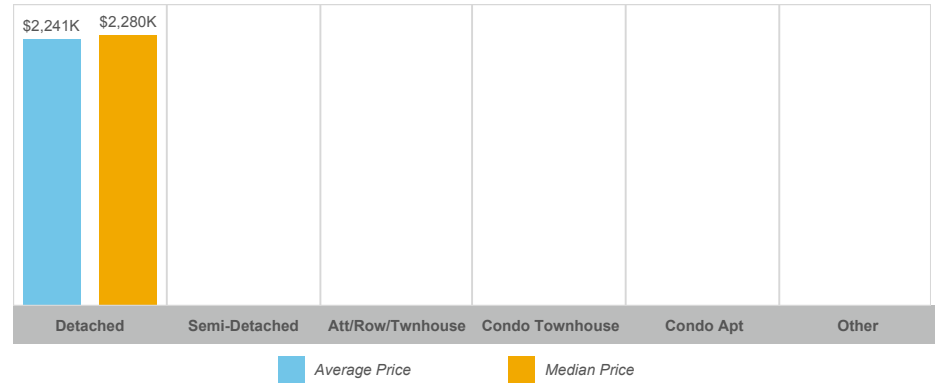 $2,241K $2,280K
Detached Semi-Detached Att/Row/Twnhouse Condo Townhouse Condo Apt Other
Average Price Median Price